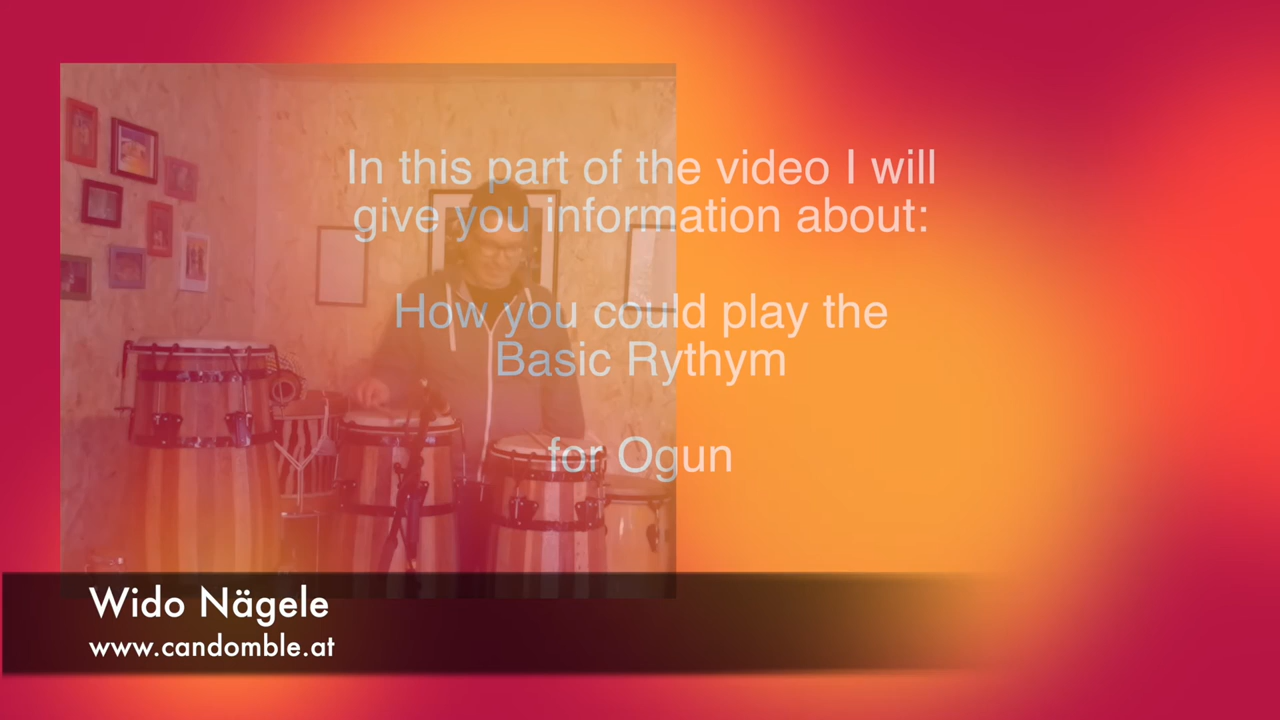 In this part of the video I will
give you information about:
How you could play the
Basic Rythym
for Ogun
Wido Nägele
www.candomble.at